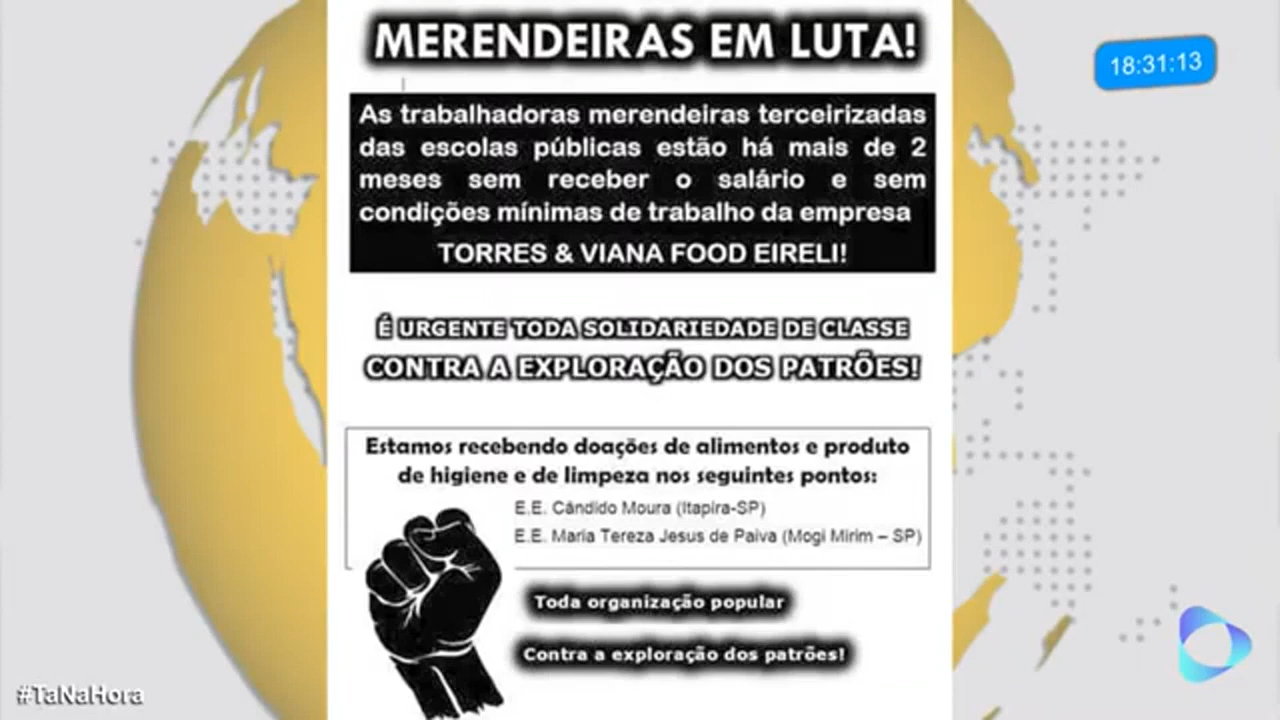 MERENDEIRAS EM LUTA!
18:31:13
As trabalhadoras merendeiras terceirizadas
das escolas públicas estão há mais de 2
meses sem receber o salário e sem
condições mínimas de trabalho da empresa
TORRES & VIANA FOOD EIRELI!
É URGENTE TODA SOLIDARIEDADE DE CLASSE
CONTRA A EXPLORAÇÃO DOS PATRÕES!
Estamos recebendo doações de alimentos e produto
de higiene e de limpeza nos seguintes pontos:
E.E. Cândido Moura (Itapira-SP)
E.E. Maria Tereza Jesus de Paiva (Mogi Mirim – SP)
Toda organização popular
Contra a exploração dos patrões!
#TaNaHora